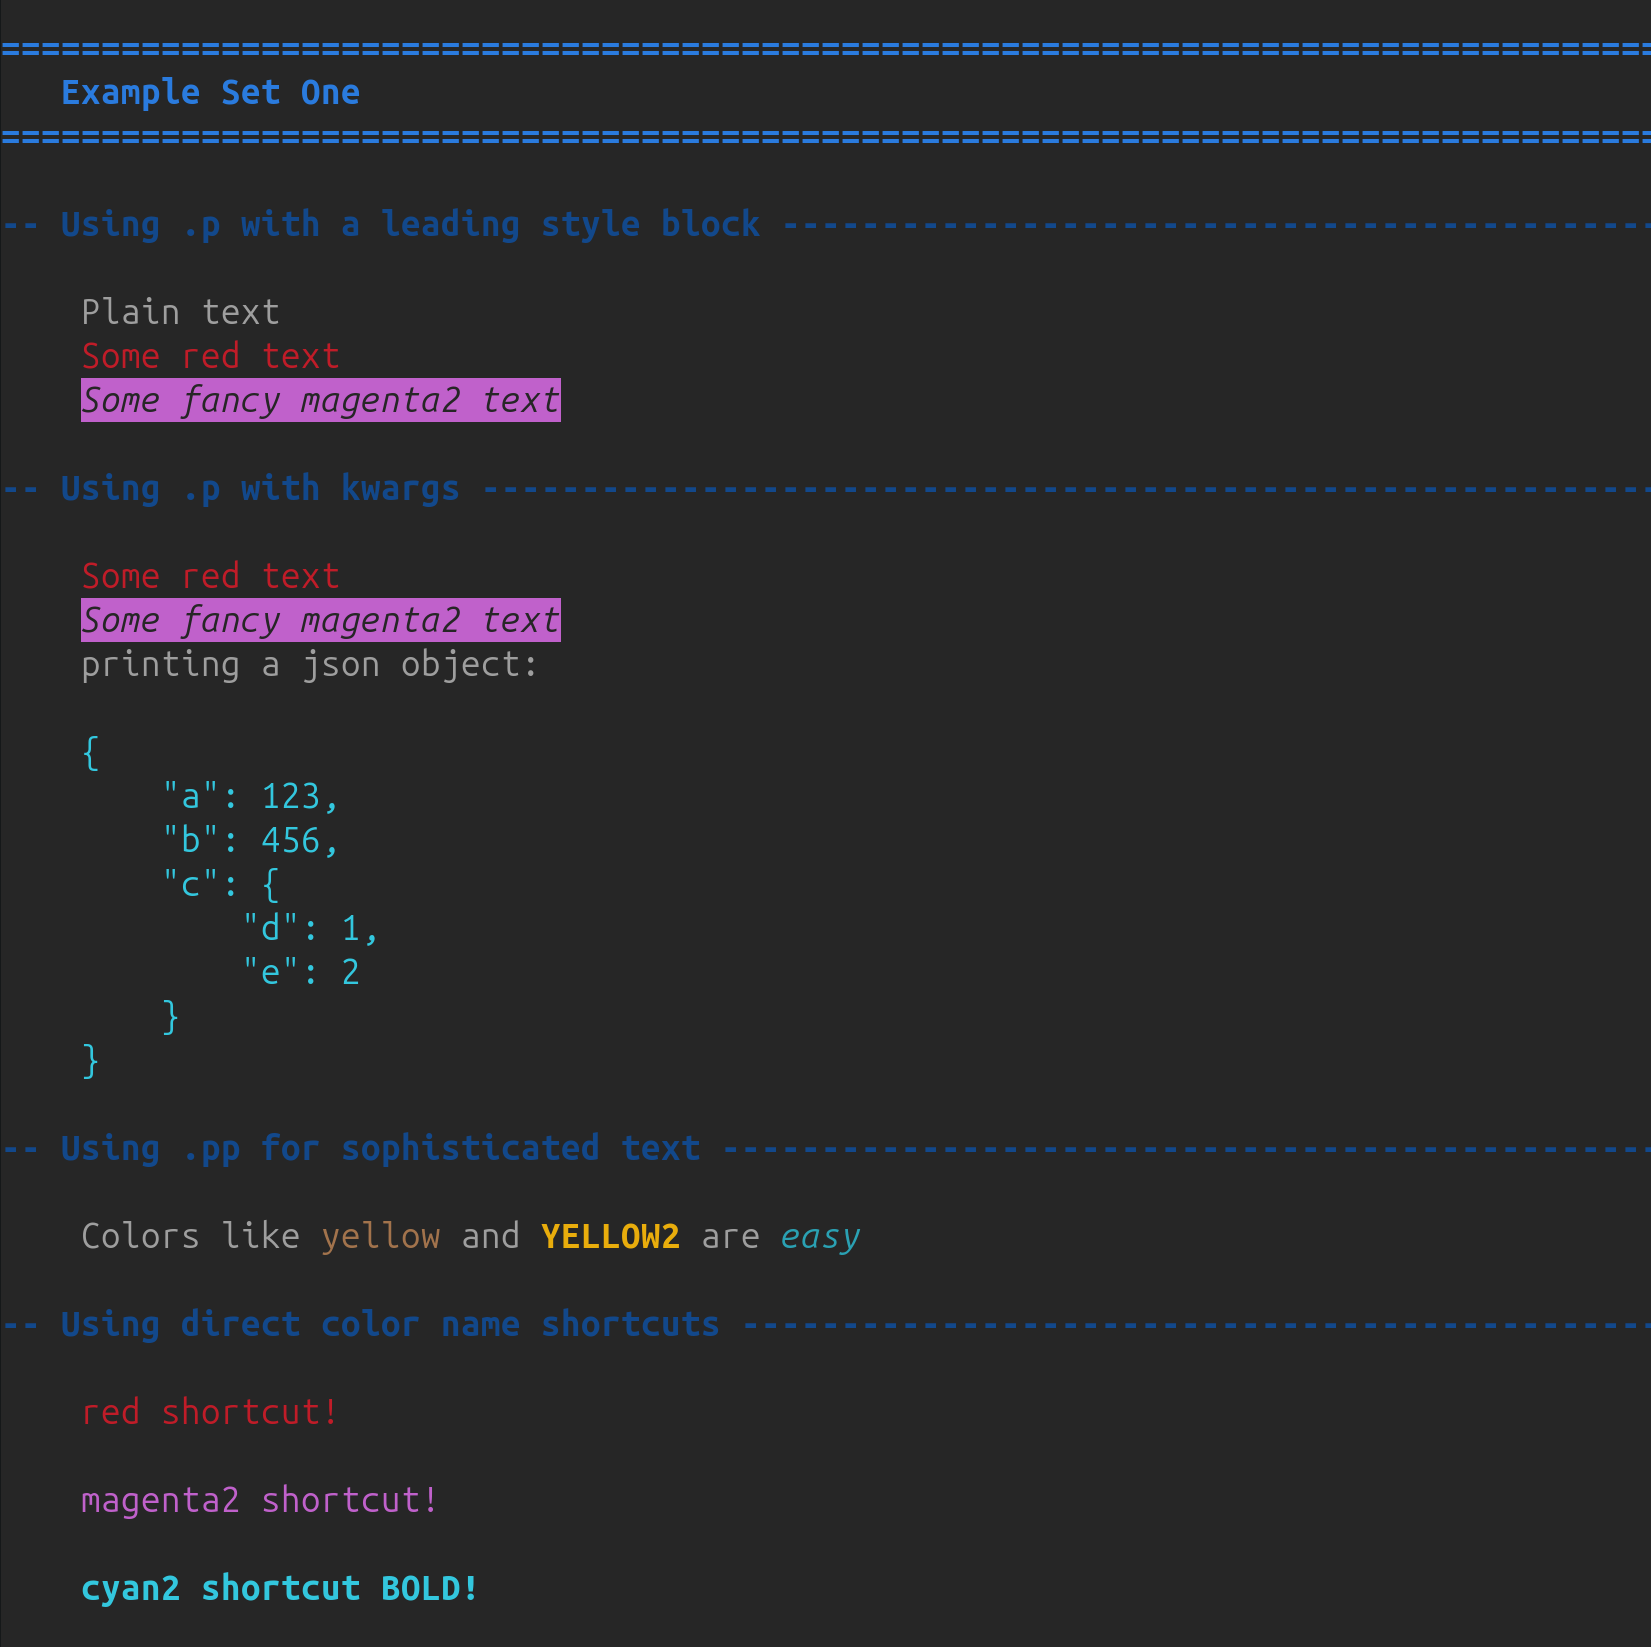 ==================================================================================
   Example Set One
==================================================================================

-- Using .p with a leading style block -------------------------------------------

    Plain text
    Some red text
    Some fancy magenta2 text

-- Using .p with kwargs ----------------------------------------------------------

    Some red text
    Some fancy magenta2 text
    printing a json object:

    {
        "a": 123,
        "b": 456,
        "c": {
            "d": 1,
            "e": 2
        }
    }

-- Using .pp for sophisticated text ----------------------------------------------

    Colors like yellow and YELLOW2 are easy

-- Using direct color name shortcuts ---------------------------------------------

    red shortcut!

    magenta2 shortcut!

    cyan2 shortcut BOLD!